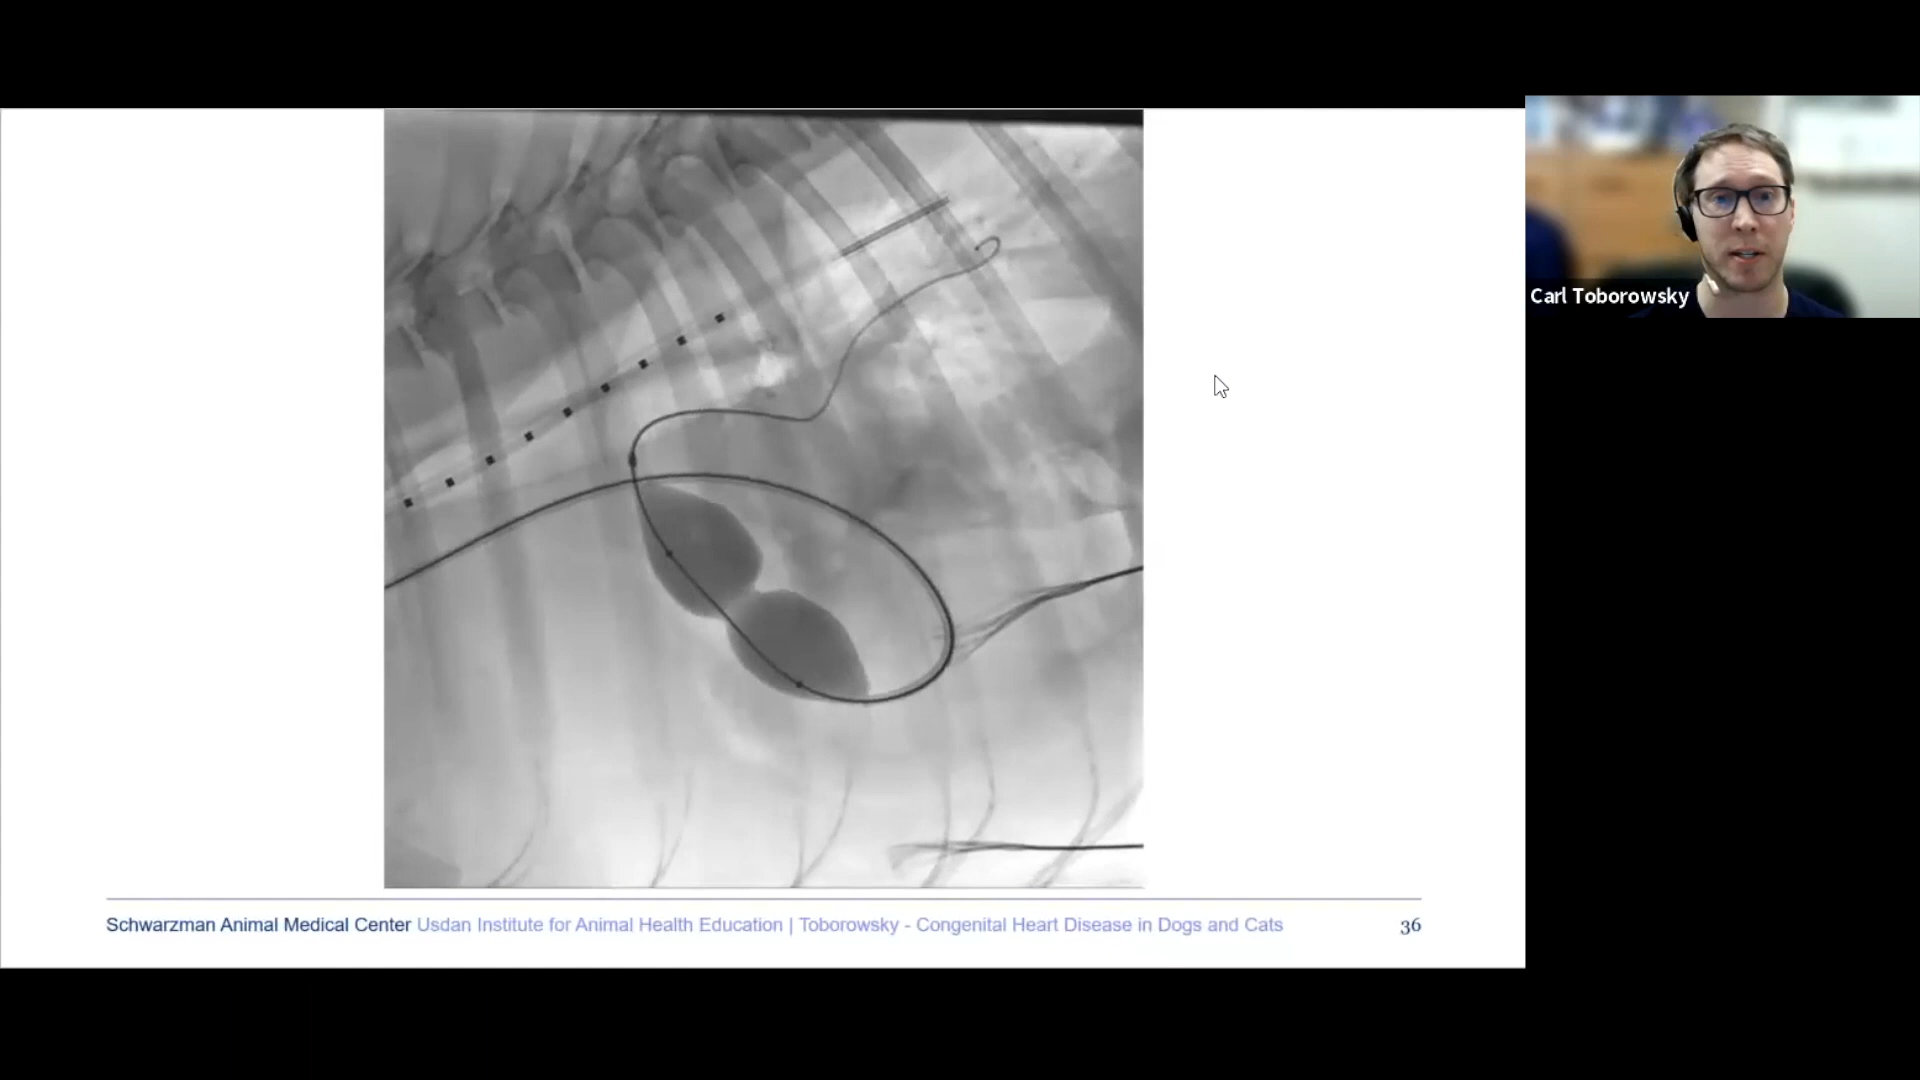 Carl Toborowsky
Schwarzman Animal Medical Center Usdan Institute for Animal Health Education | Toborowsky - Congenital Heart Disease in Dogs and Cats 36